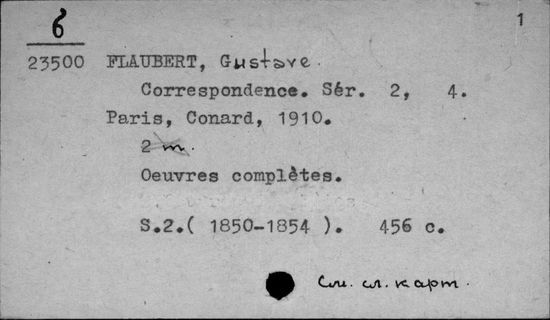 6 1
23500 FLAUBERT, Gustave.
Correspondence. Sér. 2, 4.
Paris, Conard, 1910.
2 т.
Oeuvres complètes.
S.2.( 1850-1854 ). 456 c.
См. сл. карт.